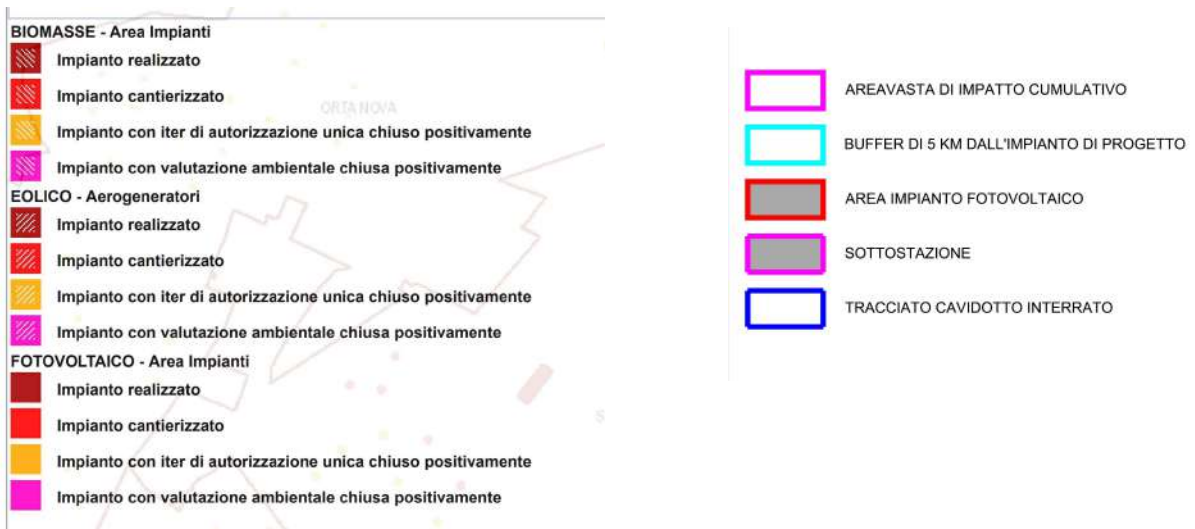 BIOMASSE - Area Impianti
Impianto realizzato
Impianto cantierizzato
Impianto con iter di autorizzazione unica chiuso positivamente
Impianto con valutazione ambientale chiusa positivamente
EOLICO - Aerogeneratori
Impianto realizzato
Impianto cantierizzato
Impianto con iter di autorizzazione unica chiuso positivamente
Impianto con valutazione ambientale chiusa positivamente
FOTOVOLTAICO - Area Impianti
Impianto realizzato
Impianto cantierizzato
Impianto con iter di autorizzazione unica chiuso positivamente
Impianto con valutazione ambientale chiusa positivamente
ORTA NOVA
S
AREAVASTA DI IMPATTO CUMULATIVO
BUFFER DI 5 KM DALL'IMPIANTO DI PROGETTO
AREA IMPIANTO FOTOVOLTAICO
SOTTOSTAZIONE
TRACCIATO CAVIDOTTO INTERRATO